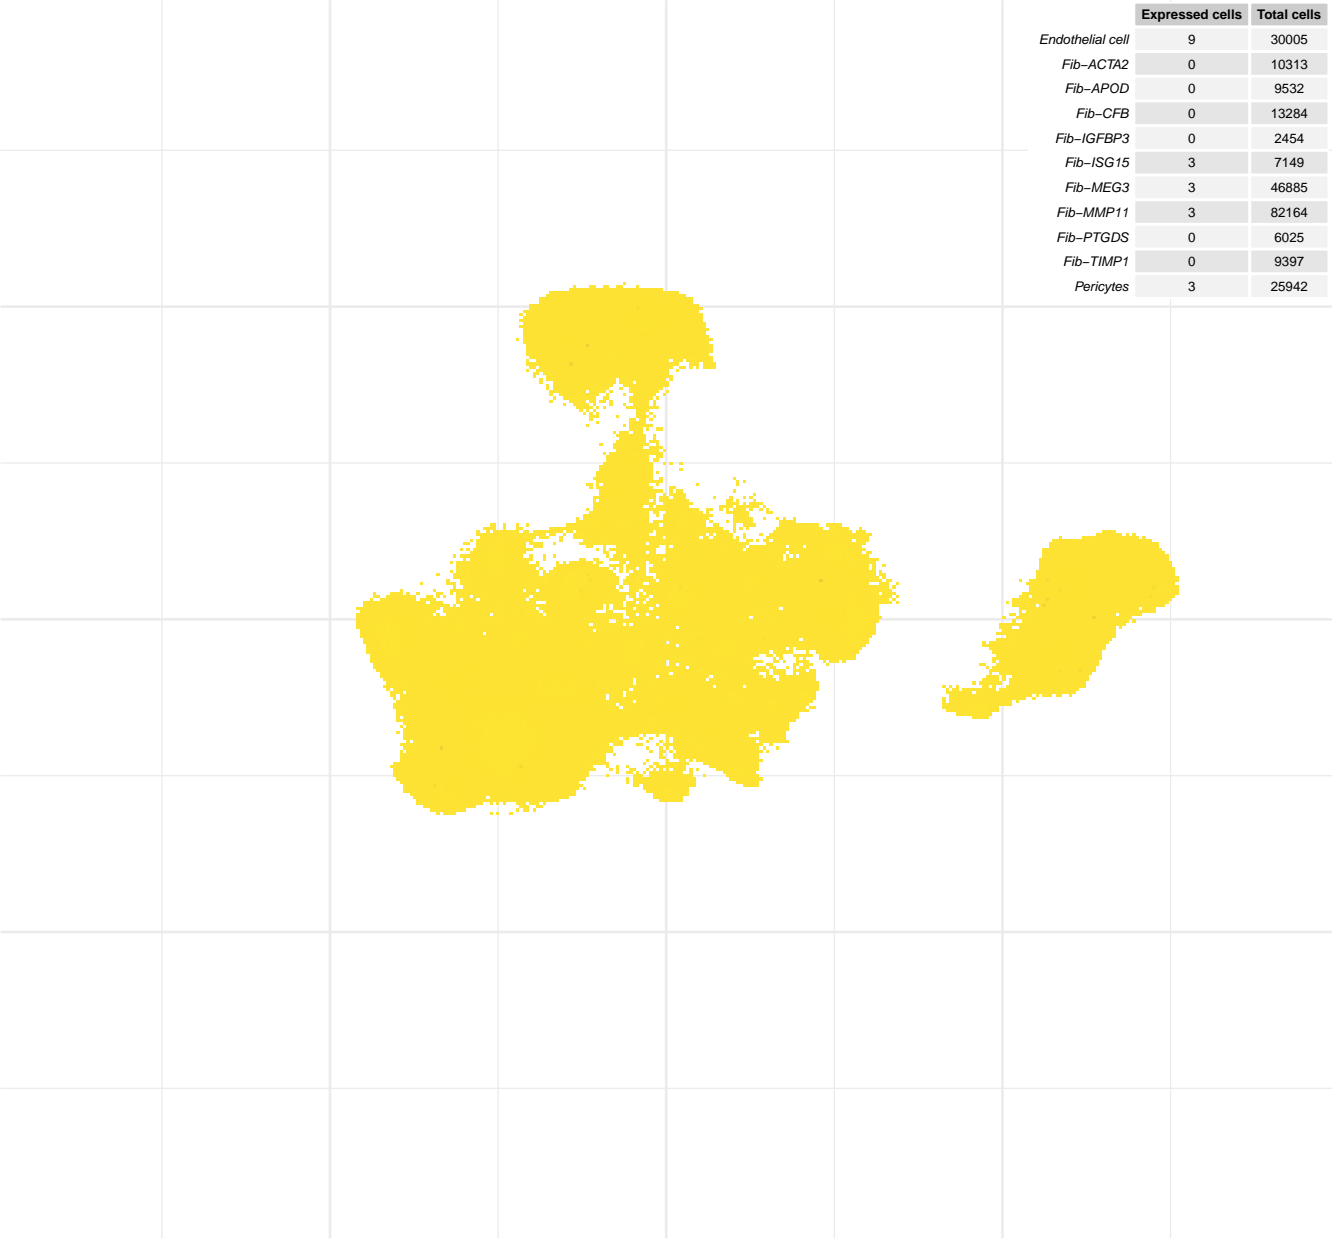 Expressed cells Total cells
Endothelial cell 9 30005
Fib−ACTA2 0 10313
Fib−APOD 0 9532
Fib−CFB 0 13284
Fib−IGFBP3 0 2454
Fib−ISG15 3 7149
Fib−MEG3 3 46885
Fib−MMP11 3 82164
Fib−PTGDS 0 6025
Fib−TIMP1 0 9397
Pericytes 3 25942